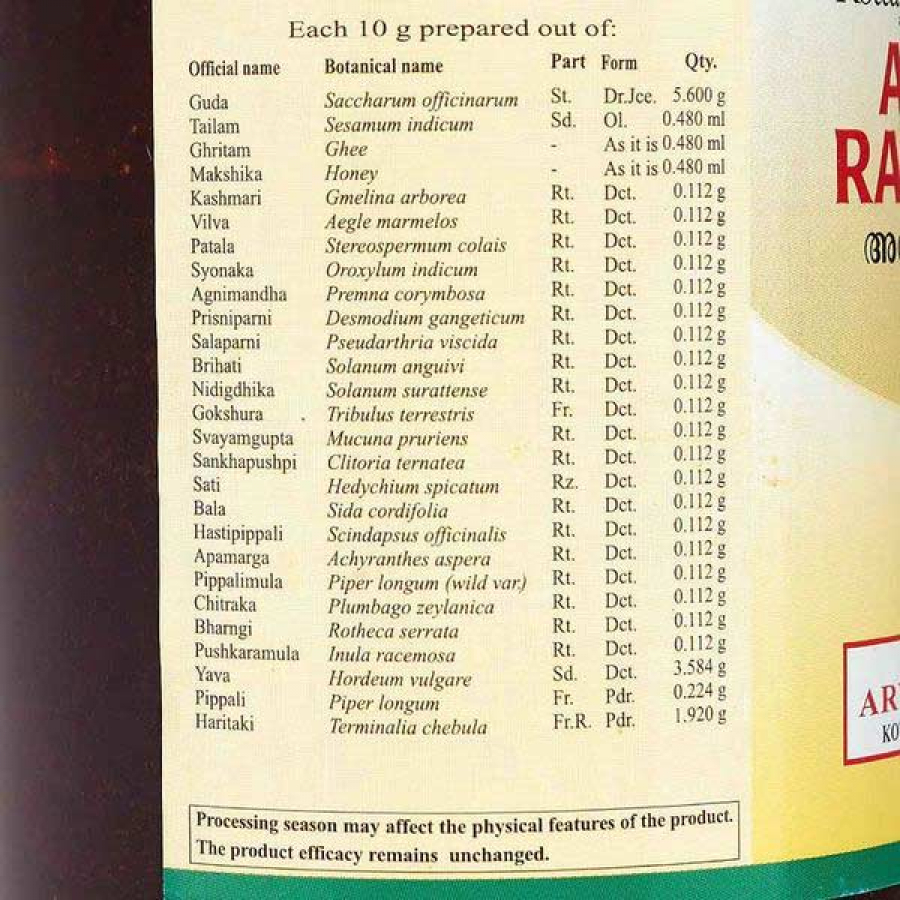 Each 10 g prepared out of:
Official name Botanical name Part Form Qty.
Guda Saccharum officinarum St. Dr.Jce. 5.600 g
Tailam Sesamum indicum Sd. Ol. 0.480 ml
Ghritam Ghee - As it is 0.480 ml
Makshika Honey - As it is 0.480 ml
Kashmari Gmelina arborea Rt. Dct. 0.112 g
Vilva Aegle marmelos Rt. Dct. 0.112 g
Patala Stereospermum colais Rt. Dct. 0.112 g
Syonaka Oroxylum indicum Rt. Dct. 0.112 g
Agnimandha Premna corymbosa Rt. Dct. 0.112 g
Prisniparni Desmodium gangeticum Rt. Dct. 0.112 g
Salaparni Pseudarthria viscida Rt. Dct. 0.112 g
Brihati Solanum anguivi Rt. Dct. 0.112 g
Nidigdhika Solanum surattense Rt. Dct. 0.112 g
Gokshura . Tribulus terrestris Fr. Dct. 0.112 g
Svayamgupta Mucuna pruriens Rt. Dct. 0.112 g
Sankhapushpi Clitoria ternatea Rt. Dct. 0.112 g
Sati Hedychium spicatum Rz. Dct. 0.112 g
Bala Sida cordifolia Rt. Dct. 0.112 g
Hastipippali Scindapsus officinalis Rt. Dct. 0.112 g
Apamarga Achyranthes aspera Rt. Dct. 0.112 g
Pippalimula Piper longum (wild var.) Rt. Dct. 0.112 g
Chitraka Plumbago zeylanica Rt. Dct. 0.112 g
Bharngi Rotheca serrata Rt. Dct. 0.112 g
Pushkaramula Inula racemosa Rt. Dct. 0.112 g
Yava Hordeum vulgare Sd. Dct. 3.584 g
Pippali Piper longum Fr. Pdr. 0.224 g
Haritaki Terminalia chebula Fr.R. Pdr. 1.920 g
Processing season may affect the physical features of the product.
The product efficacy remains unchanged.
A
RA
AR
KO